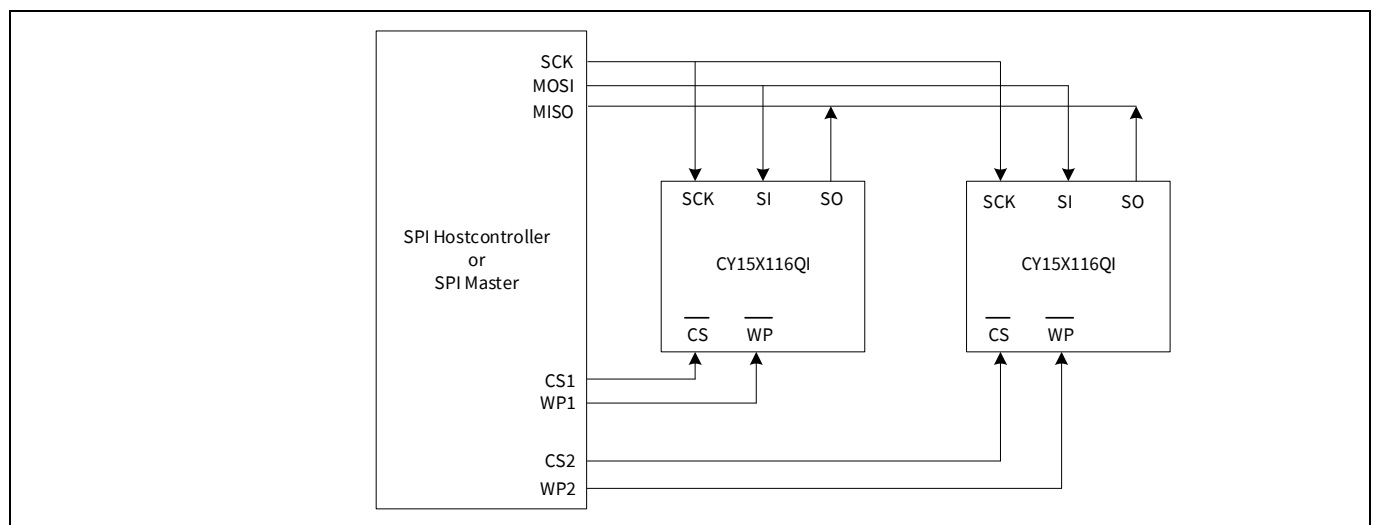 SCK
MOSI
MISO
SPI Hostcontroller
or
SPI Master
CS1
WP1
CS2
WP2
SCK SI SO
CY15X116QI
CS WP
SCK SI SO
CY15X116QI
CS WP